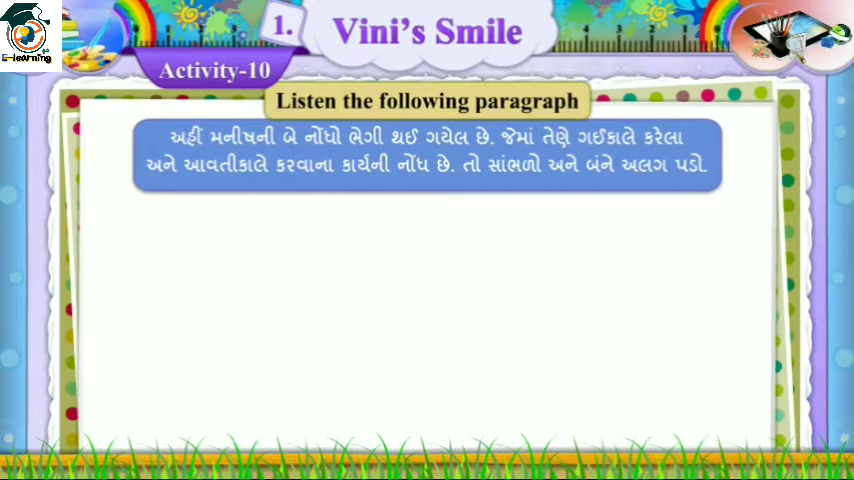 1.
Vini's Smile
E-learning
Activity-10
Listen the following paragraph
અહીં મનીષની બે નોંધો ભેગી થઈ ગયેલ છે. જેમાં તેણે ગઈકાલે કરેલા
અને આવતીકાલે કરવાના કાર્યની નોંધ છે. તો સાંભળો અને બંને અલગ પડો.